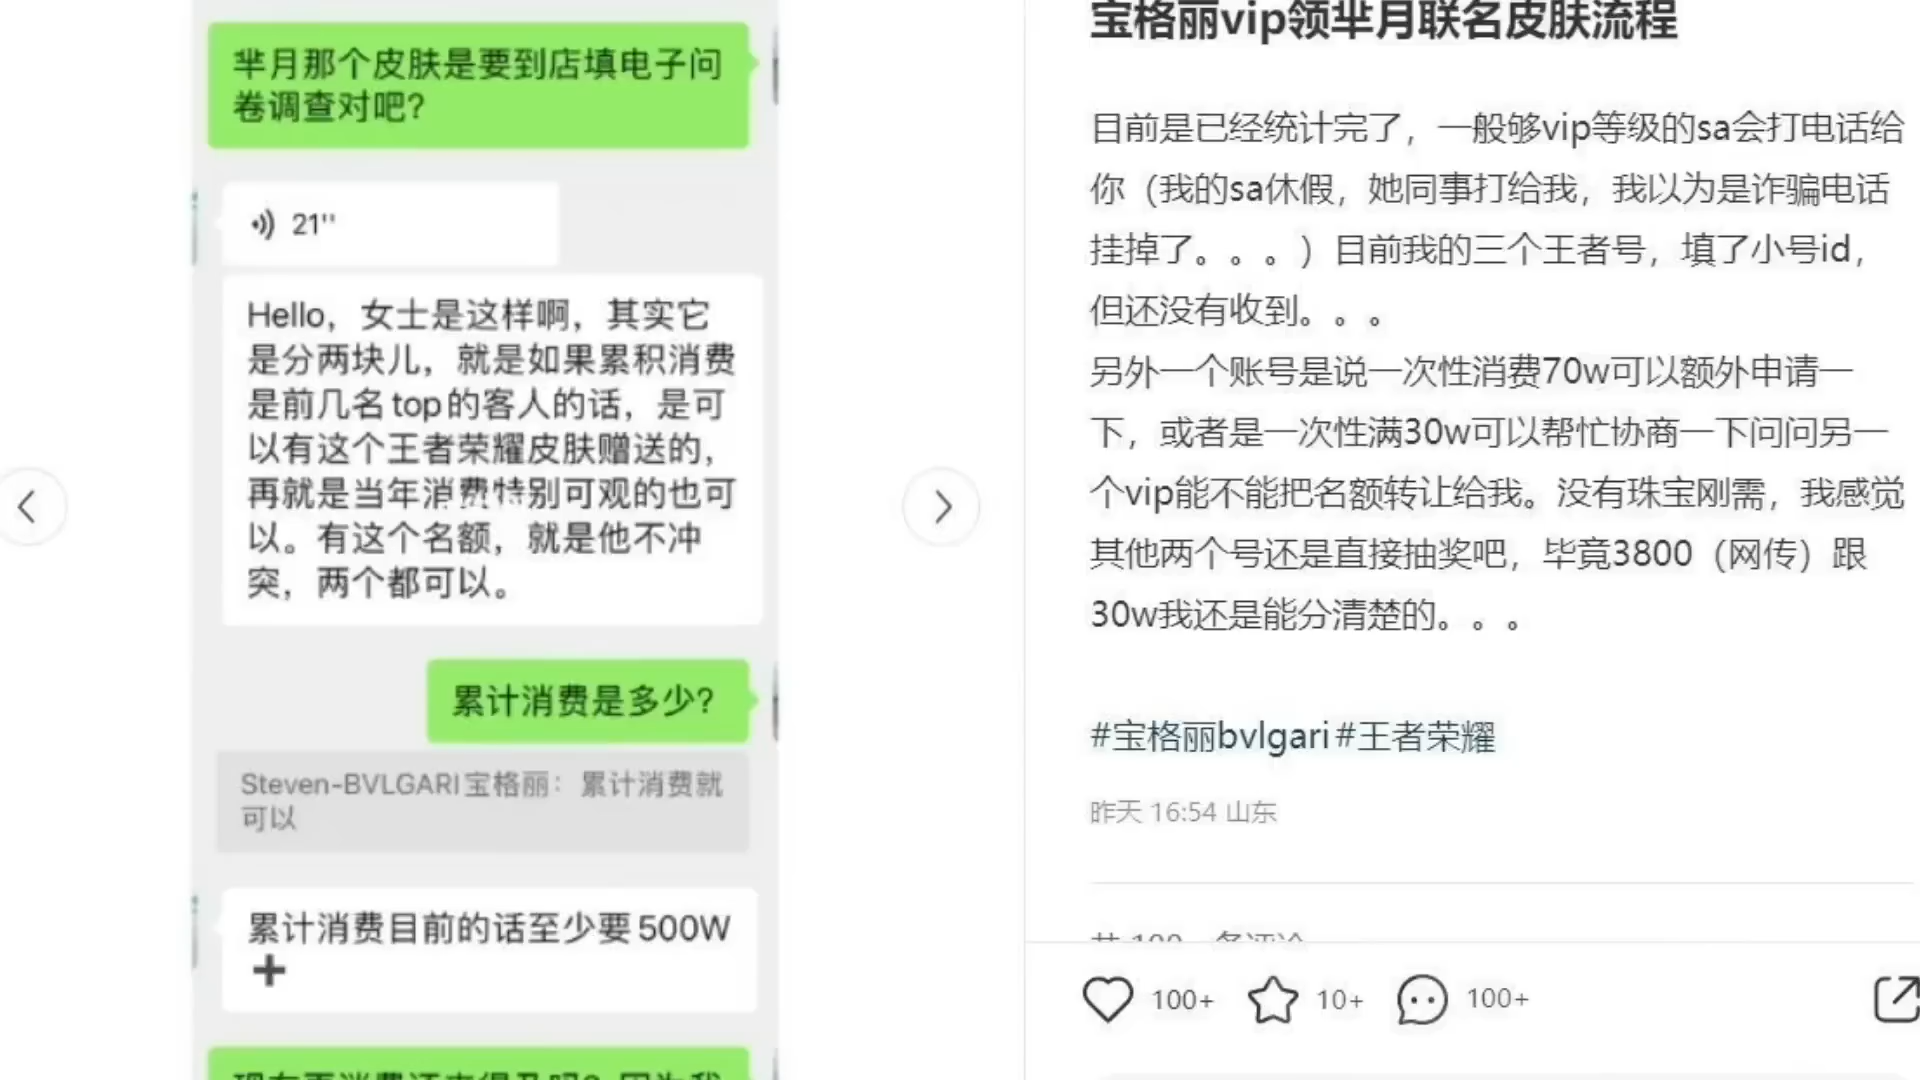 芈月那个皮肤是要到店填电子问
卷调查对吧?
21''
Hello，女士是这样啊，其实它
是分两块儿，就是如果累积消费
是前几名top的客人的话，是可
以有这个王者荣耀皮肤赠送的，
再就是当年消费特别可观的也可
以。有这个名额，就是他不冲
突，两个都可以。
累计消费是多少?
Steven-BVLGARI宝格丽：累计消费就
可以
累计消费目前的话至少要500W
➕
宝格丽vip领芈月联名皮肤流程
目前是已经统计完了，一般够vip等级的sa会打电话给
你（我的sa休假，她同事打给我，我以为是诈骗电话
挂掉了。。。）目前我的三个王者号，填了小号id，
但还没有收到。。。
另外一个账号是说一次性消费70w可以额外申请一
下，或者是一次性满30w可以帮忙协商一下问问另一
个vip能不能把名额转让给我。没有珠宝刚需，我感觉
其他两个号还是直接抽奖吧，毕竟3800（网传）跟
30w我还是能分清楚的。。。
#宝格丽bvlgari #王者荣耀
昨天 16:54 山东
100+ 10+ 100+